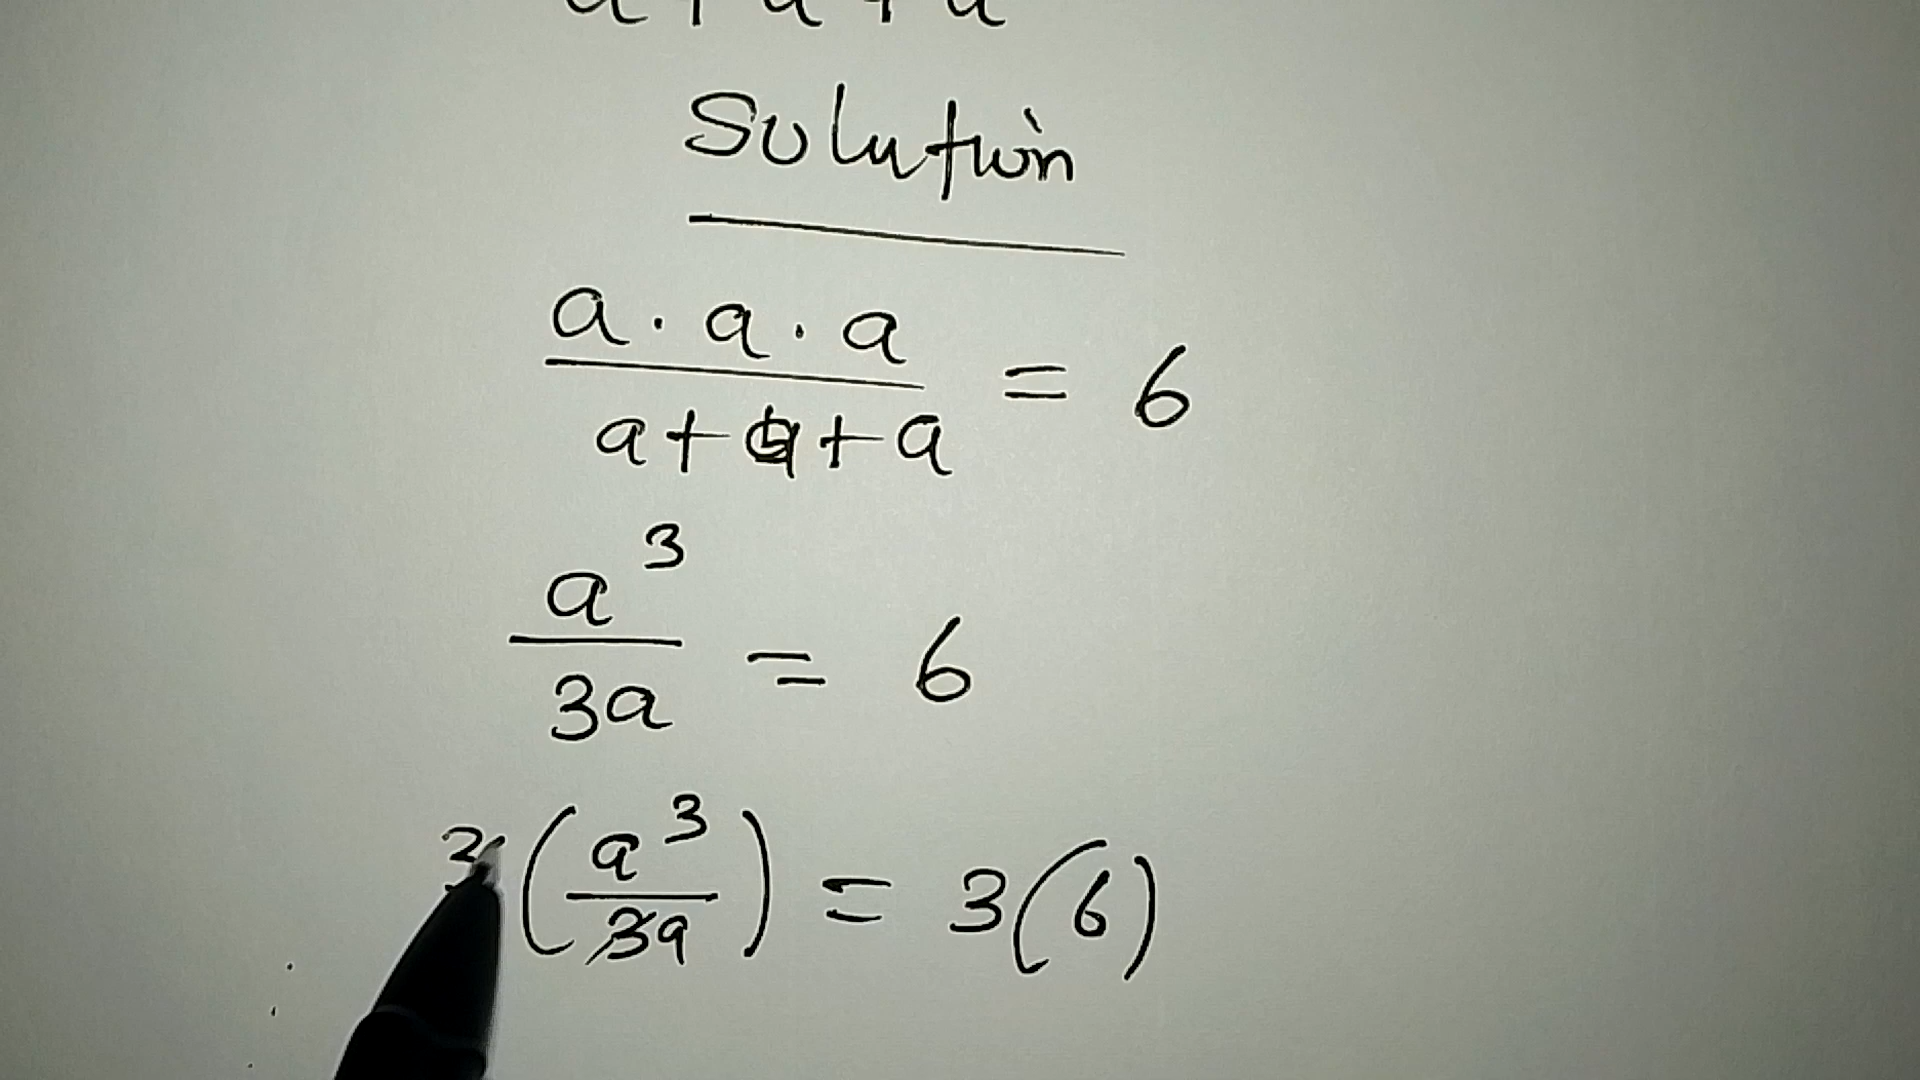 a + a + a
Solution
a . a . a
a + a + a = 6
a³
3a = 6
3(a³/3a) = 3(6)